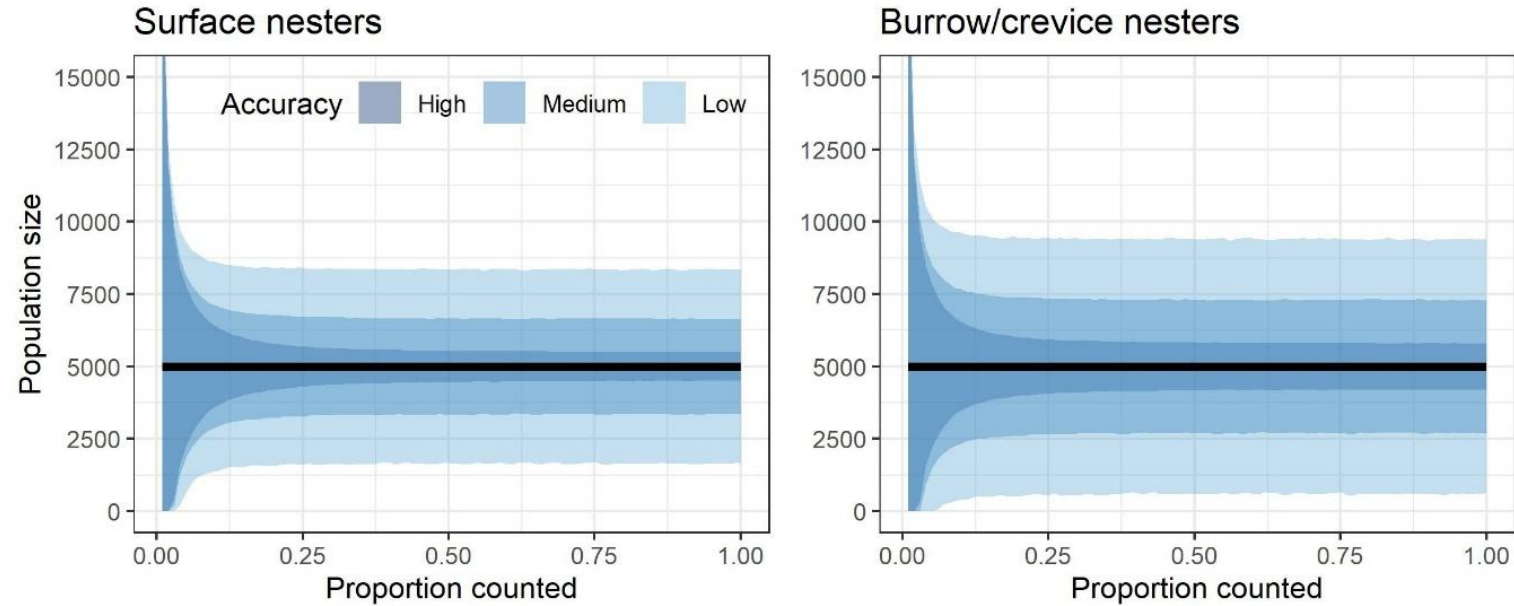 Surface nesters
Burrow/crevice nesters
Accuracy High Medium Low
Population size
15000
12500
10000
7500
5000
2500
0
0.00 0.25 0.50 0.75 1.00
Proportion counted
15000
12500
10000
7500
5000
2500
0
0.00 0.25 0.50 0.75 1.00
Proportion counted